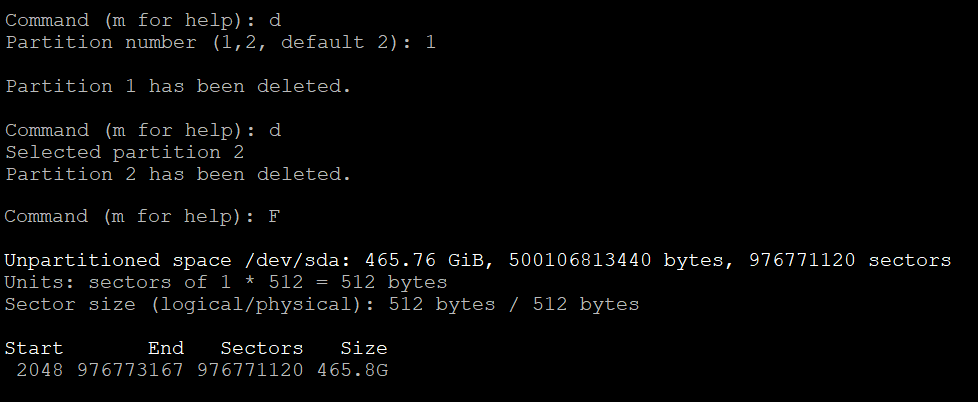 Command (m for help): d
Partition number (1,2, default 2): 1
Partition 1 has been deleted.
Command (m for help): d
Selected partition 2
Partition 2 has been deleted.
Command (m for help): F
Unpartitioned space /dev/sda: 465.76 GiB, 500106813440 bytes, 976771120 sectors
Units: sectors of 1 * 512 = 512 bytes
Sector size (logical/physical): 512 bytes / 512 bytes
Start       End   Sectors   Size
 2048 976773167 976771120 465.8G